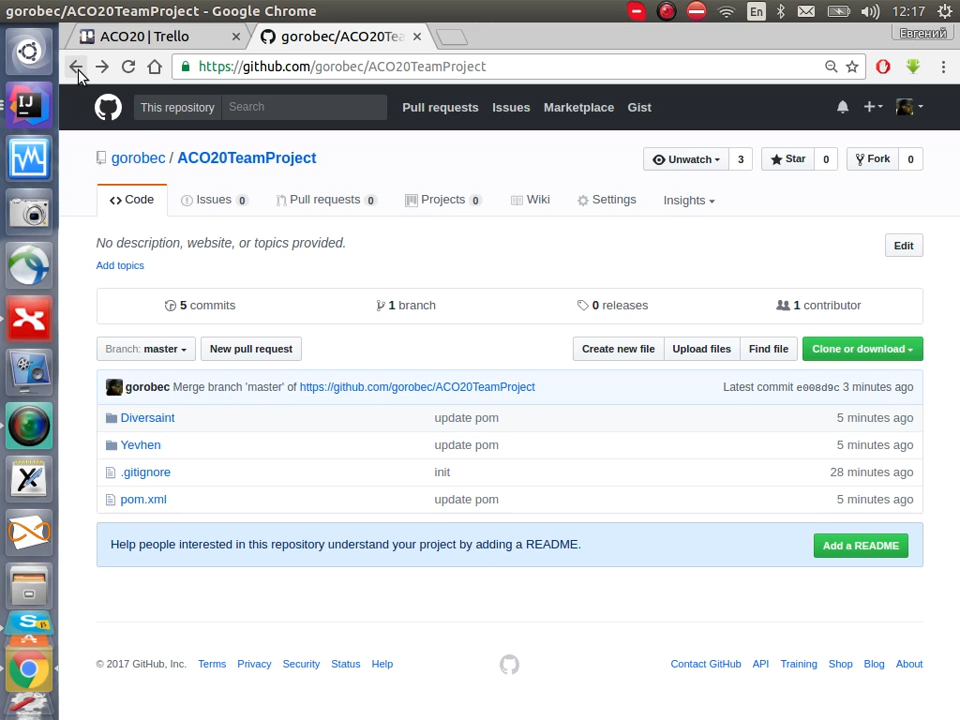 gorobec/ACO20TeamProject - Google Chrome
En
12:17
ACO20 | Trello
gorobec/ACO20Tea
Евгений
https://github.com/gorobec/ACO20TeamProject
This repository
Search
Pull requests
Issues
Marketplace
Gist
gorobec / ACO20TeamProject
Unwatch
3
Star
0
Fork
0
Code
Issues 0
Pull requests 0
Projects 0
Wiki
Settings
Insights
No description, website, or topics provided.
Edit
Add topics
5 commits
1 branch
0 releases
1 contributor
Branch: master
New pull request
Create new file
Upload files
Find file
Clone or download
gorobec Merge branch 'master' of https://github.com/gorobec/ACO20TeamProject
Latest commit e008d9c 3 minutes ago
Diversaint
update pom
5 minutes ago
Yevhen
update pom
5 minutes ago
.gitignore
init
28 minutes ago
pom.xml
update pom
5 minutes ago
Help people interested in this repository understand your project by adding a README.
Add a README
© 2017 GitHub, Inc.
Terms
Privacy
Security
Status
Help
Contact GitHub
API
Training
Shop
Blog
About